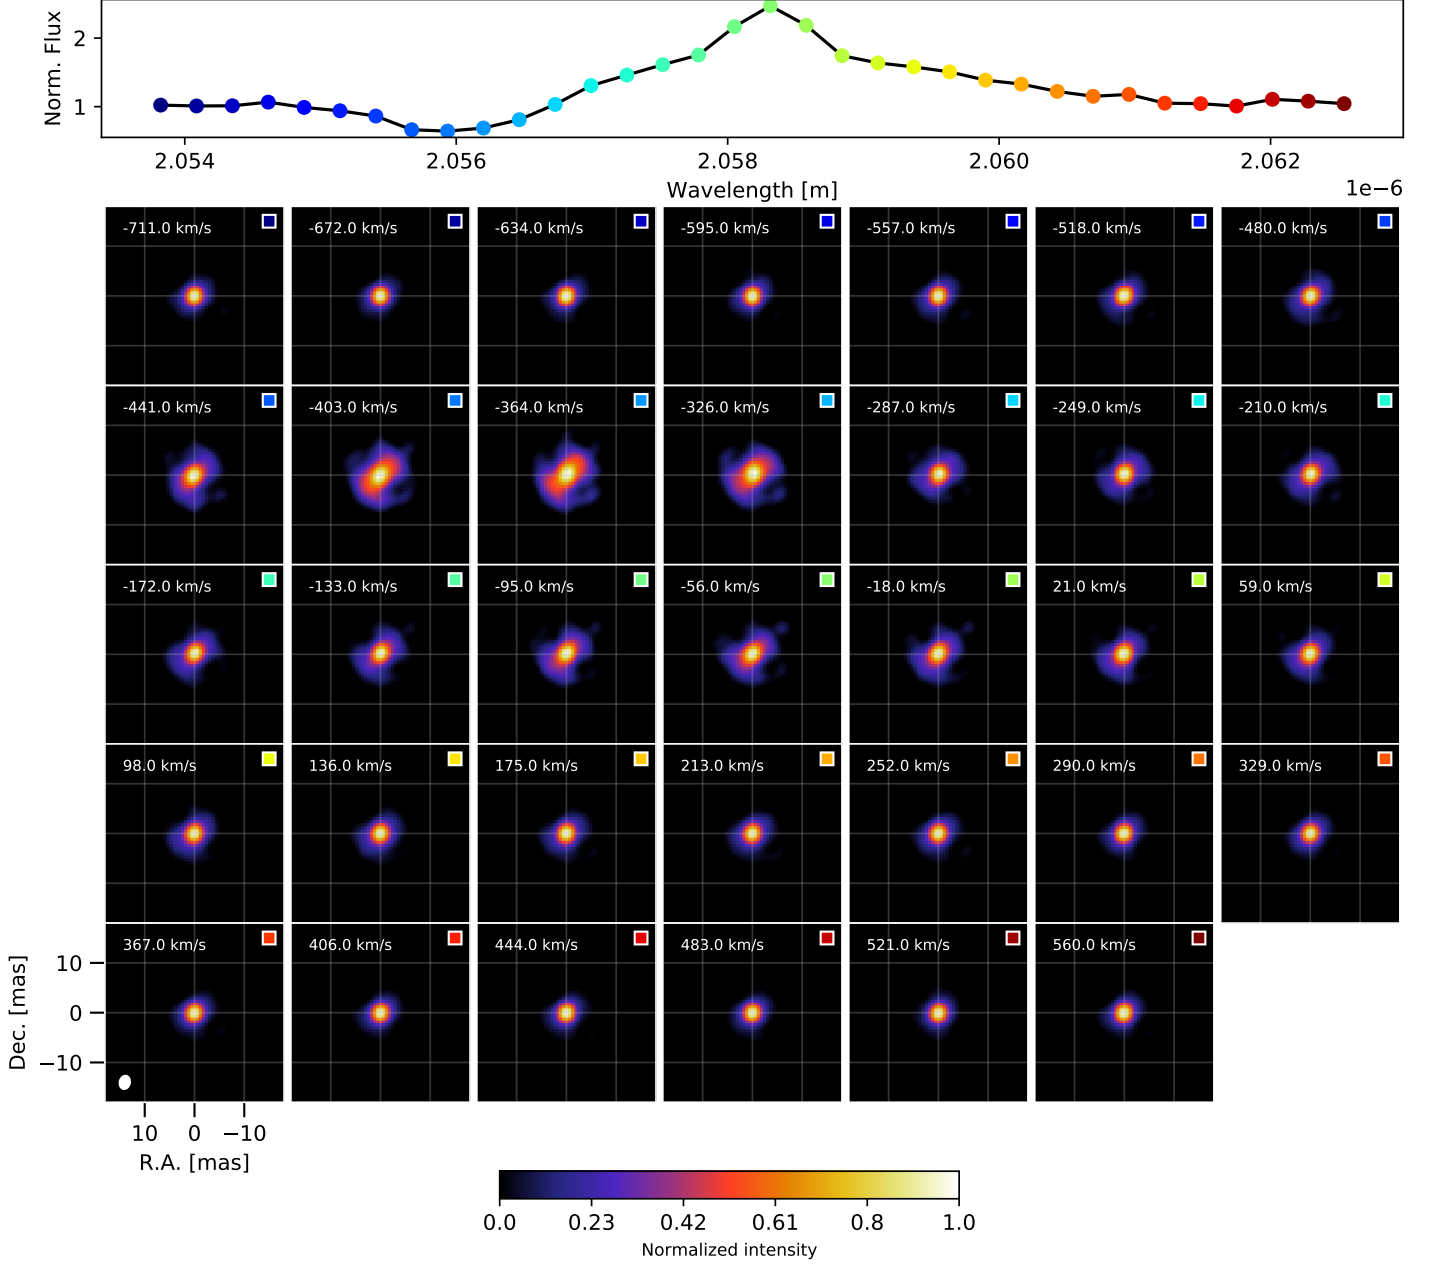 Norm. Flux
2
1
2.054 2.056 2.058 2.060 2.062
Wavelength [m]
1e−6
-711.0 km/s -672.0 km/s -634.0 km/s -595.0 km/s -557.0 km/s -518.0 km/s -480.0 km/s
-441.0 km/s -403.0 km/s -364.0 km/s -326.0 km/s -287.0 km/s -249.0 km/s -210.0 km/s
-172.0 km/s -133.0 km/s -95.0 km/s -56.0 km/s -18.0 km/s 21.0 km/s 59.0 km/s
98.0 km/s 136.0 km/s 175.0 km/s 213.0 km/s 252.0 km/s 290.0 km/s 329.0 km/s
367.0 km/s 406.0 km/s 444.0 km/s 483.0 km/s 521.0 km/s 560.0 km/s
Dec. [mas]
10
0
−10
10 0 −10
R.A. [mas]
0.0 0.23 0.42 0.61 0.8 1.0
Normalized intensity